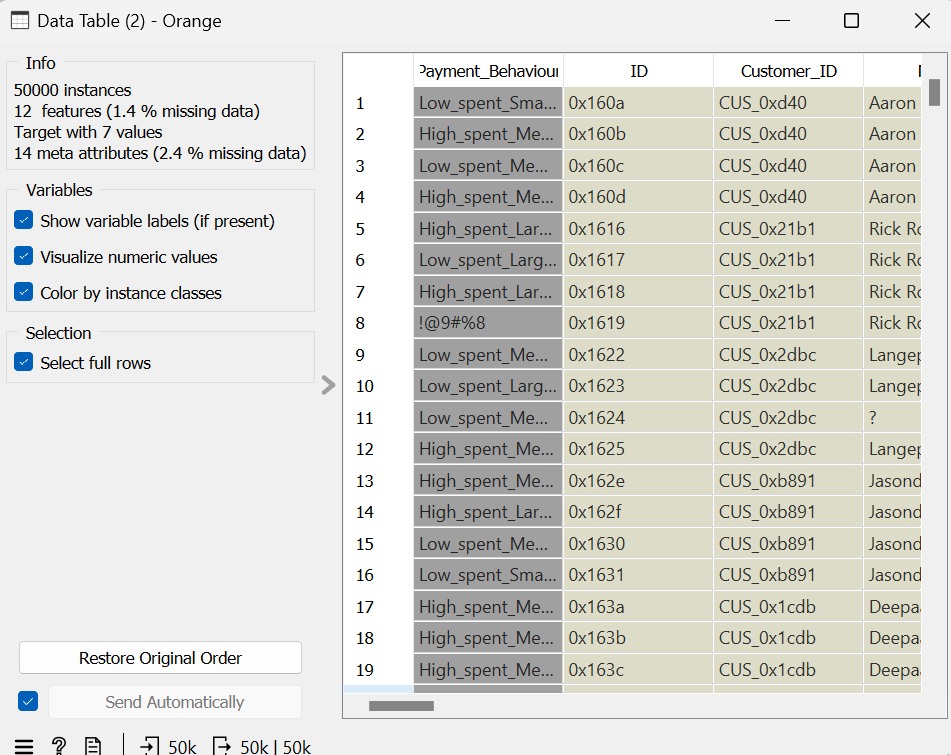 Data Table (2) - Orange
Info
50000 instances
12 features (1.4 % missing data)
Target with 7 values
14 meta attributes (2.4 % missing data)
Variables
Show variable labels (if present)
Visualize numeric values
Color by instance classes
Selection
Select full rows
Restore Original Order
Send Automatically
50k
50k | 50k
Payment_Behaviour ID Customer_ID
1 Low_spent_Sma... 0x160a CUS_0xd40 Aaron
2 High_spent_Me... 0x160b CUS_0xd40 Aaron
3 Low_spent_Me... 0x160c CUS_0xd40 Aaron
4 High_spent_Me... 0x160d CUS_0xd40 Aaron
5 High_spent_Lar... 0x1616 CUS_0x21b1 Rick Ro
6 Low_spent_Larg... 0x1617 CUS_0x21b1 Rick Ro
7 High_spent_Lar... 0x1618 CUS_0x21b1 Rick Ro
8 !@9#%8 0x1619 CUS_0x21b1 Rick Ro
9 Low_spent_Me... 0x1622 CUS_0x2dbc Langep
10 Low_spent_Larg... 0x1623 CUS_0x2dbc Langep
11 Low_spent_Me... 0x1624 CUS_0x2dbc ?
12 High_spent_Me... 0x1625 CUS_0x2dbc Langep
13 High_spent_Me... 0x162e CUS_0xb891 Jasond
14 High_spent_Lar... 0x162f CUS_0xb891 Jasond
15 Low_spent_Me... 0x1630 CUS_0xb891 Jasond
16 Low_spent_Sma... 0x1631 CUS_0xb891 Jasond
17 High_spent_Me... 0x163a CUS_0x1cdb Deepa
18 High_spent_Me... 0x163b CUS_0x1cdb Deepa
19 High_spent_Me... 0x163c CUS_0x1cdb Deepa